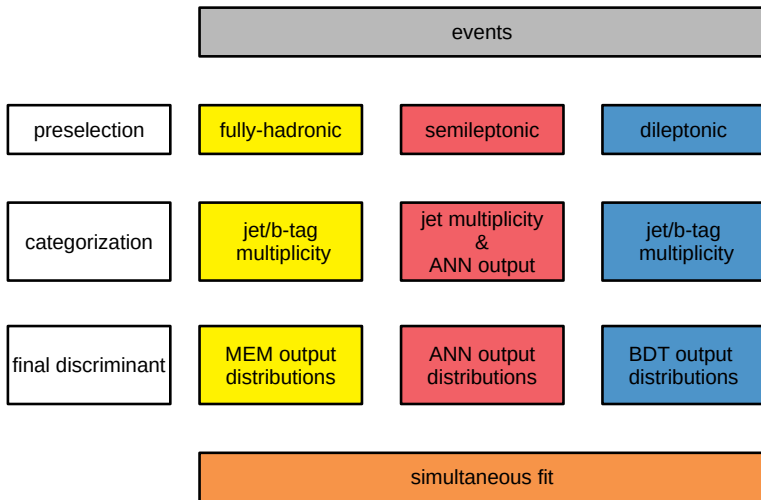 events
preselection
fully-hadronic
semileptonic
dileptonic
categorization
jet/b-tag
multiplicity
jet multiplicity
&
ANN output
jet/b-tag
multiplicity
final discriminant
MEM output
distributions
ANN output
distributions
BDT output
distributions
simultaneous fit